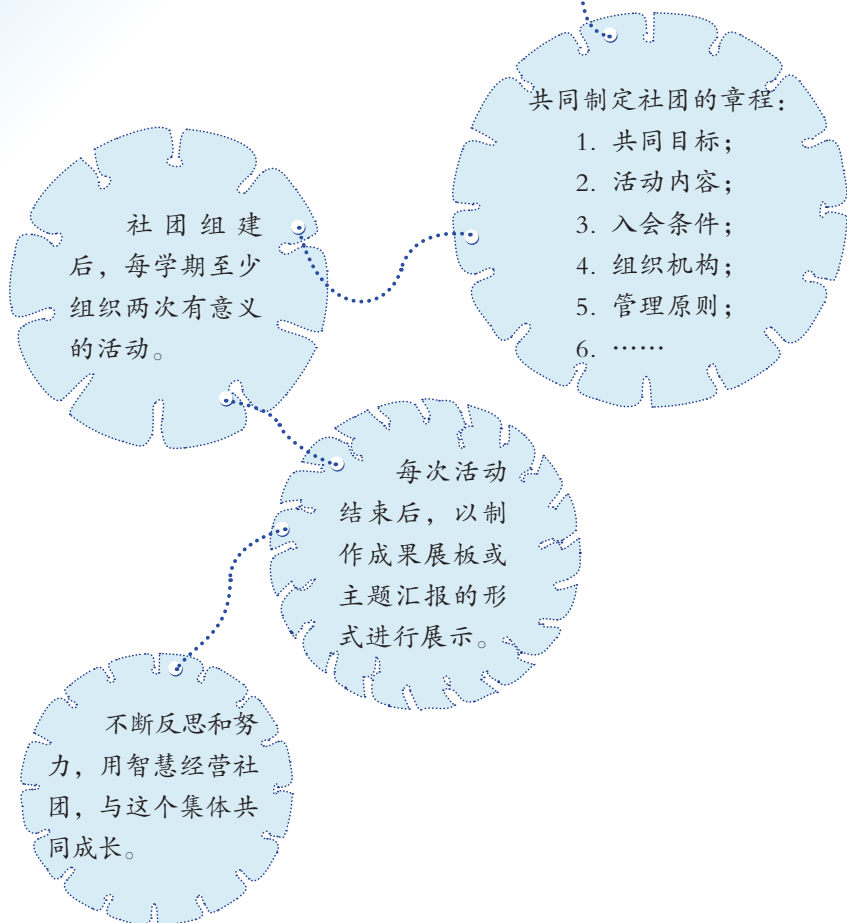 共同制定社团的章程：
1. 共同目标；
2. 活动内容；
3. 入会条件；
4. 组织机构；
5. 管理原则；
6. ……
社团组建
后，每学期至少
组织两次有意义
的活动。
每次活动
结束后，以制
作成果展板或
主题汇报的形
式进行展示。
不断反思和努
力，用智慧经营社
团，与这个集体共
同成长。